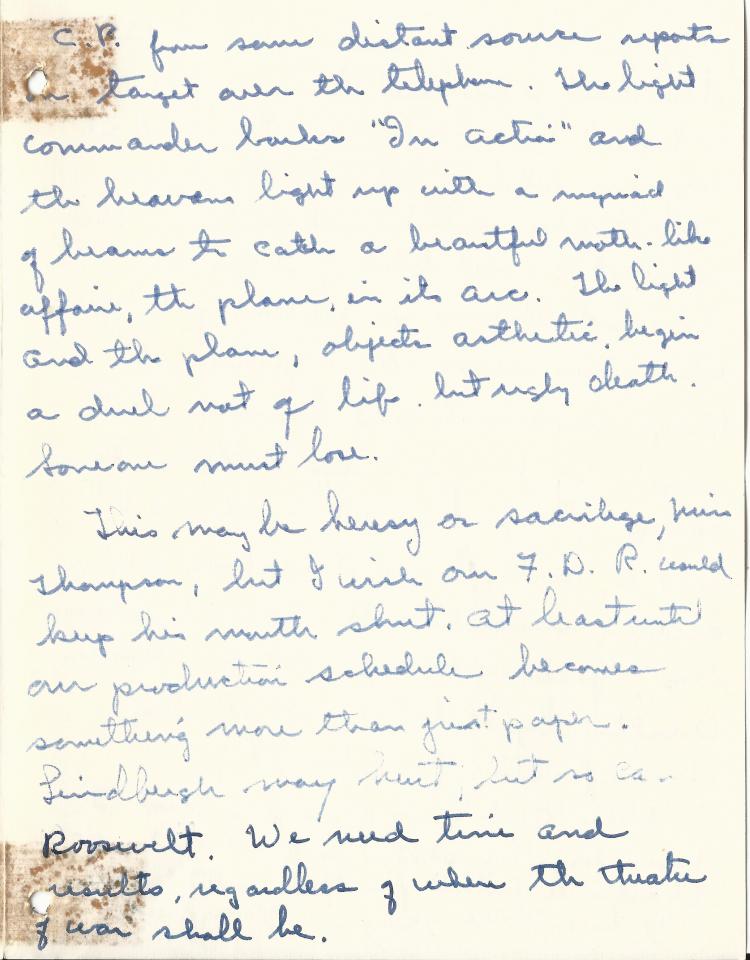 C.P. from some distant source reports
on target over the telephone. The light
commander barks "In action" and
the heavens light up with a myriad
of beams to catch a beautiful moth-like
affaire, the plane, in its arc. The light
and the plane, objects aesthetic, begin
a duel not of life, but ugly death.
Someone must lose.
This may be heresy or sacrilege, Miss
Thompson, but I wish our F.D.R. would
keep his mouth shut. At least until
our production schedule becomes
something more than just paper.
Lindbergh may hurt, but so can
Roosevelt. We need time and
results, regardless of where the theatre
of war shall be.